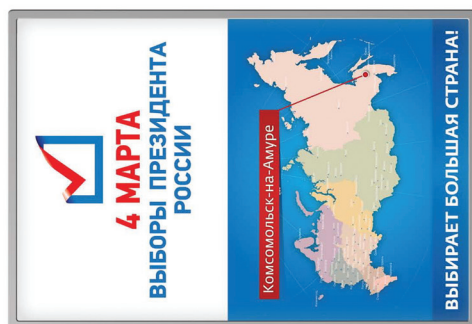 4 МАРТА
ВЫБОРЫ ПРЕЗИДЕНТА
РОССИИ
Комсомольск-на-Амуре
ВЫБИРАЕТ БОЛЬШАЯ СТРАНА!